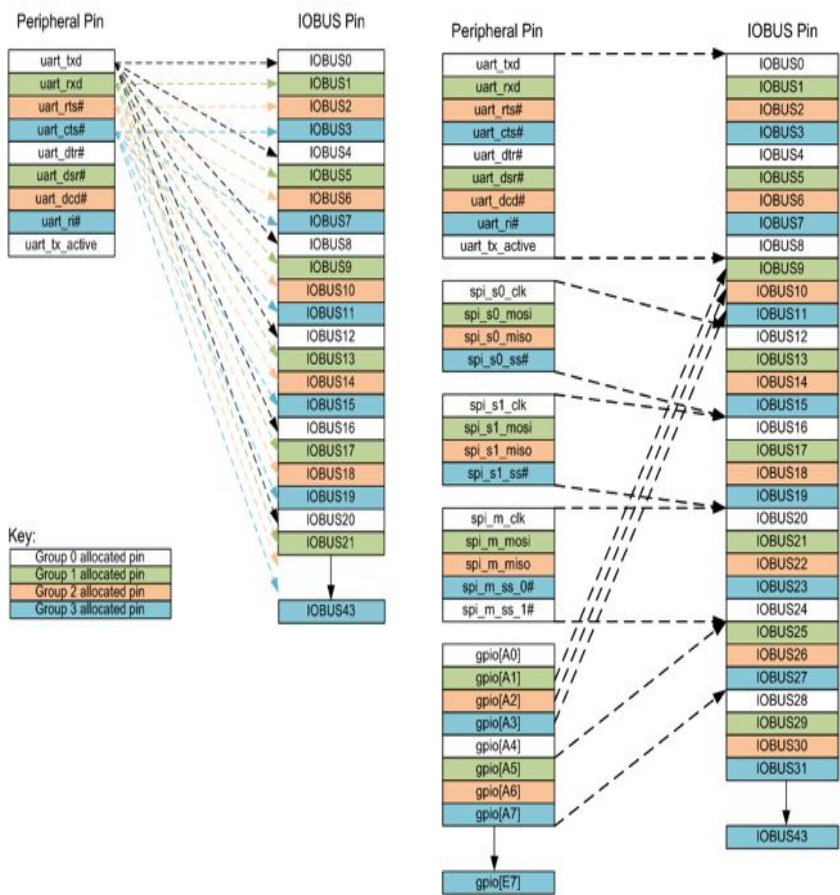 Peripheral Pin
IOBUS Pin
uart_txd
uart_rxd
uart_rts#
uart_cts#
uart_dtr#
uart_dsr#
uart_dcd#
uart_ri#
uart_tx_active
IOBUS0
IOBUS1
IOBUS2
IOBUS3
IOBUS4
IOBUS5
IOBUS6
IOBUS7
IOBUS8
IOBUS9
IOBUS10
IOBUS11
IOBUS12
IOBUS13
IOBUS14
IOBUS15
IOBUS16
IOBUS17
IOBUS18
IOBUS19
IOBUS20
IOBUS21
IOBUS43
Key:
Group 0 allocated pin
Group 1 allocated pin
Group 2 allocated pin
Group 3 allocated pin
Peripheral Pin
IOBUS Pin
uart_txd
uart_rxd
uart_rts#
uart_cts#
uart_dtr#
uart_dsr#
uart_dcd#
uart_ri#
uart_tx_active
spi_s0_clk
spi_s0_mosi
spi_s0_miso
spi_s0_ss#
spi_s1_clk
spi_s1_mosi
spi_s1_miso
spi_s1_ss#
spi_m_clk
spi_m_mosi
spi_m_miso
spi_m_ss_0#
spi_m_ss_1#
gpio[A0]
gpio[A1]
gpio[A2]
gpio[A3]
gpio[A4]
gpio[A5]
gpio[A6]
gpio[A7]
gpio[E7]
IOBUS0
IOBUS1
IOBUS2
IOBUS3
IOBUS4
IOBUS5
IOBUS6
IOBUS7
IOBUS8
IOBUS9
IOBUS10
IOBUS11
IOBUS12
IOBUS13
IOBUS14
IOBUS15
IOBUS16
IOBUS17
IOBUS18
IOBUS19
IOBUS20
IOBUS21
IOBUS22
IOBUS23
IOBUS24
IOBUS25
IOBUS26
IOBUS27
IOBUS28
IOBUS29
IOBUS30
IOBUS31
IOBUS43